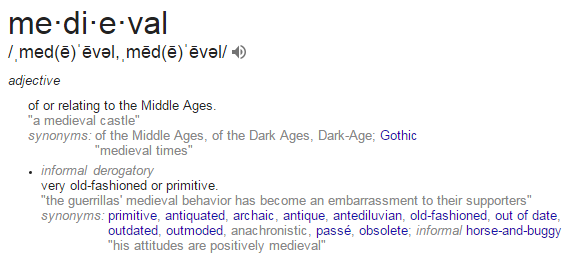 me·di·e·val
/ˌmed(ē)ˈēvəl,ˌmēd(ē)ˈēvəl/
adjective
of or relating to the Middle Ages.
"a medieval castle"
synonyms: of the Middle Ages, of the Dark Ages, Dark-Age; Gothic
"medieval times"
• informal derogatory
very old-fashioned or primitive.
"the guerrillas' medieval behavior has become an embarrassment to their supporters"
synonyms: primitive, antiquated, archaic, antique, antediluvian, old-fashioned, out of date,
outdated, outmoded, anachronistic, passé, obsolete; informal horse-and-buggy
"his attitudes are positively medieval"